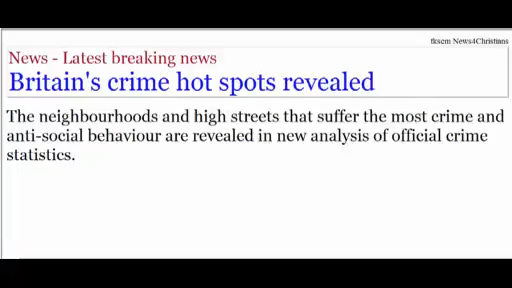 tksem News4Christians
News - Latest breaking news
Britain's crime hot spots revealed
The neighbourhoods and high streets that suffer the most crime and
anti-social behaviour are revealed in new analysis of official crime
statistics.